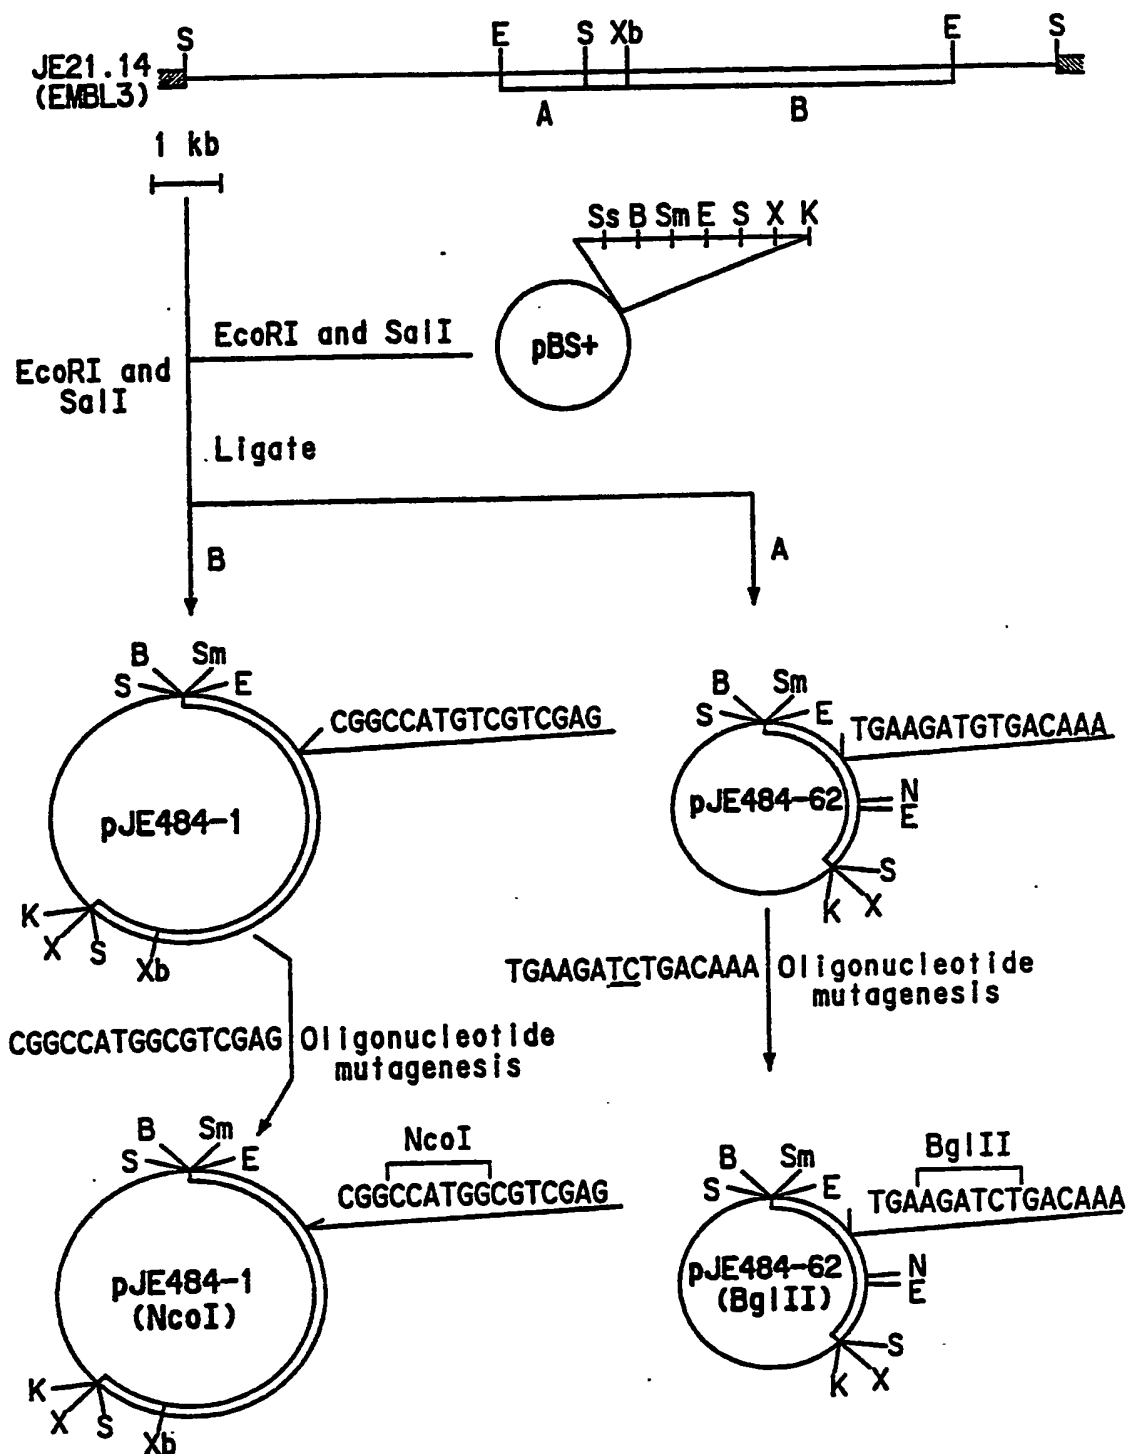 S E S Xb E S
JE21.14
(EMBL3)
A B
1 kb
Ss B Sm E S X K
pBS+
EcoRI and SalI
EcoRI and
SalI
Ligate
B
A
B Sm
S E
CGGCCATGTCGTCGAG
pJE484-1
K
X S Xb
B Sm
S E
TGAAGATGTGACAAA
pJE484-62
N
E
S
K X
CGGCCATGGCGTCGAG
Oligonucleotide
mutagenesis
TGAAGATCTGACAAA
Oligonucleotide
mutagenesis
B Sm
S E
NcoI
CGGCCATGGCGTCGAG
pJE484-1
(NcoI)
K
X S
Xb
B Sm
S E
BglII
TGAAGATCTGACAAA
pJE484-62
(BglII)
N
E
S
K X